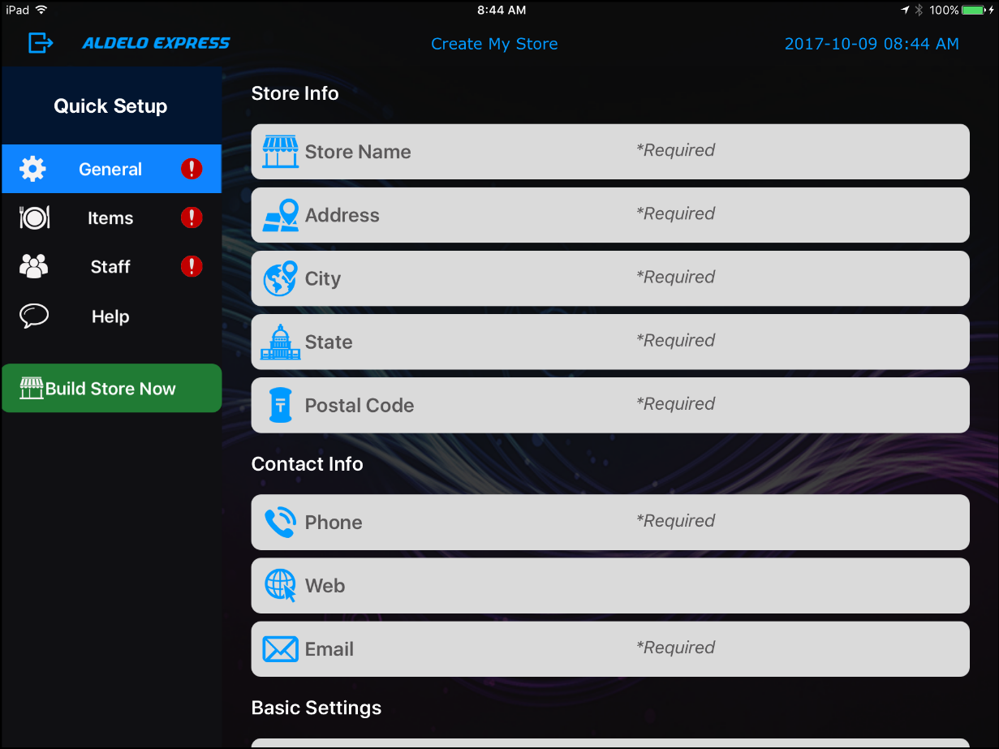 iPad 8:44 AM 100%
ALDELO EXPRESS Create My Store 2017-10-09 08:44 AM
Quick Setup
General
Items
Staff
Help
Build Store Now
Store Info
Store Name *Required
Address *Required
City *Required
State *Required
Postal Code *Required
Contact Info
Phone *Required
Web
Email *Required
Basic Settings